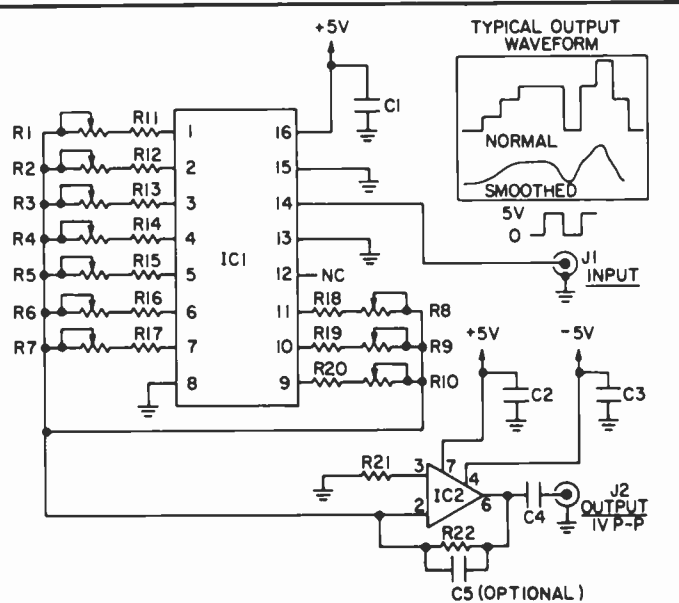 TYPICAL OUTPUT
WAVEFORM
NORMAL
SMOOTHED
5V
0
+5V
C1
R1 R11 1 16
R2 R12 2 15
R3 R13 3 14
R4 R14 4 13
IC1
J1
INPUT
R5 R15 5 12 NC
R6 R16 6 11 R18 R8
R7 R17 7 10 R19 R9
8 9 R20 R10
+5V -5V
C2 C3
R21 3 7 4
IC2
2 6
C4
J2
OUTPUT
1V P-P
R22
C5 (OPTIONAL)